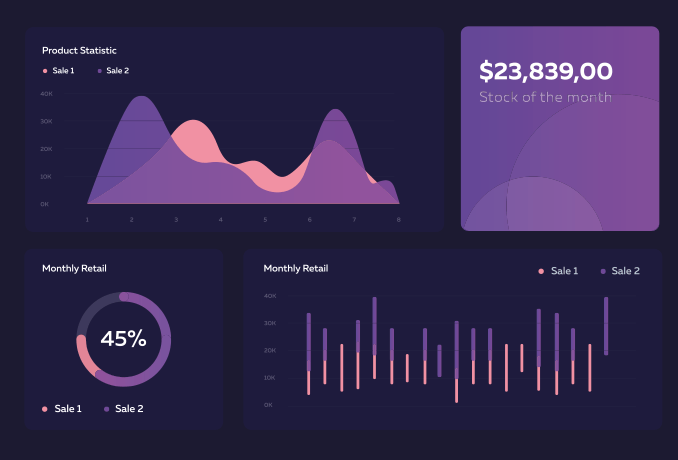 Product Statistic
Sale 1 Sale 2
40K
30K
20K
10K
0K
1 2 3 4 5 6 7 8
$23,839,00
Stock of the month
Monthly Retail
45%
Sale 1 Sale 2
Monthly Retail
Sale 1 Sale 2
40K
30K
20K
10K
0K